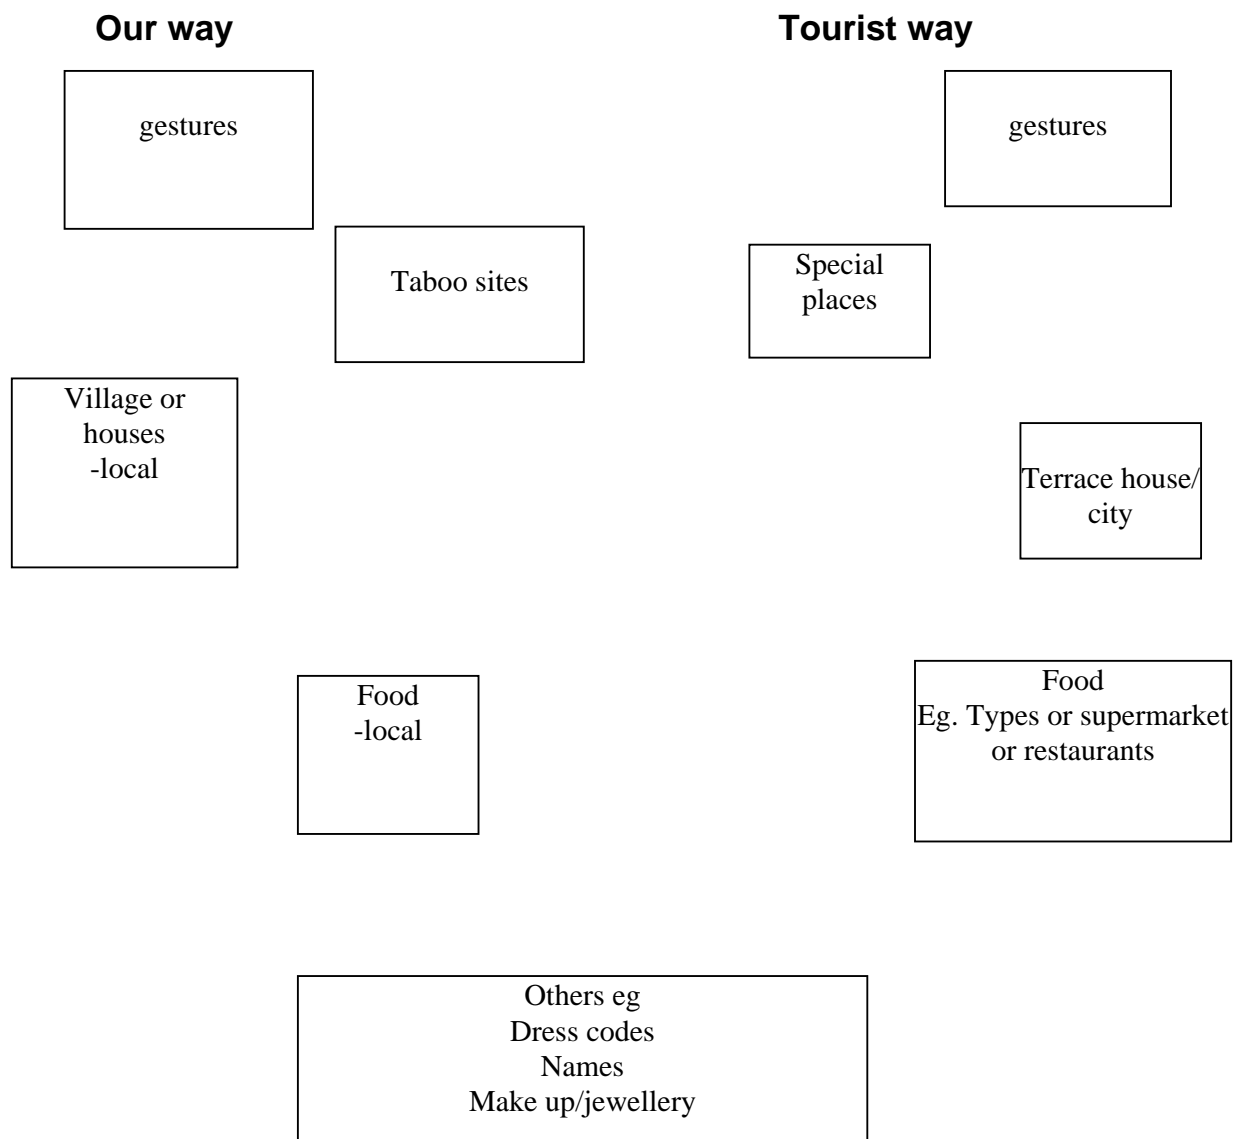 Our way
Tourist way
gestures
gestures
Taboo sites
Special
places
Village or
houses
-local
Terrace house/
city
Food
-local
Food
Eg. Types or supermarket
or restaurants
Others eg
Dress codes
Names
Make up/jewellery